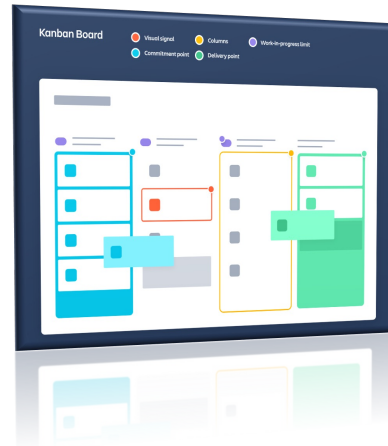 Kanban Board
Visual signal
Columns
Work-in-progress limit
Commitment point
Delivery point